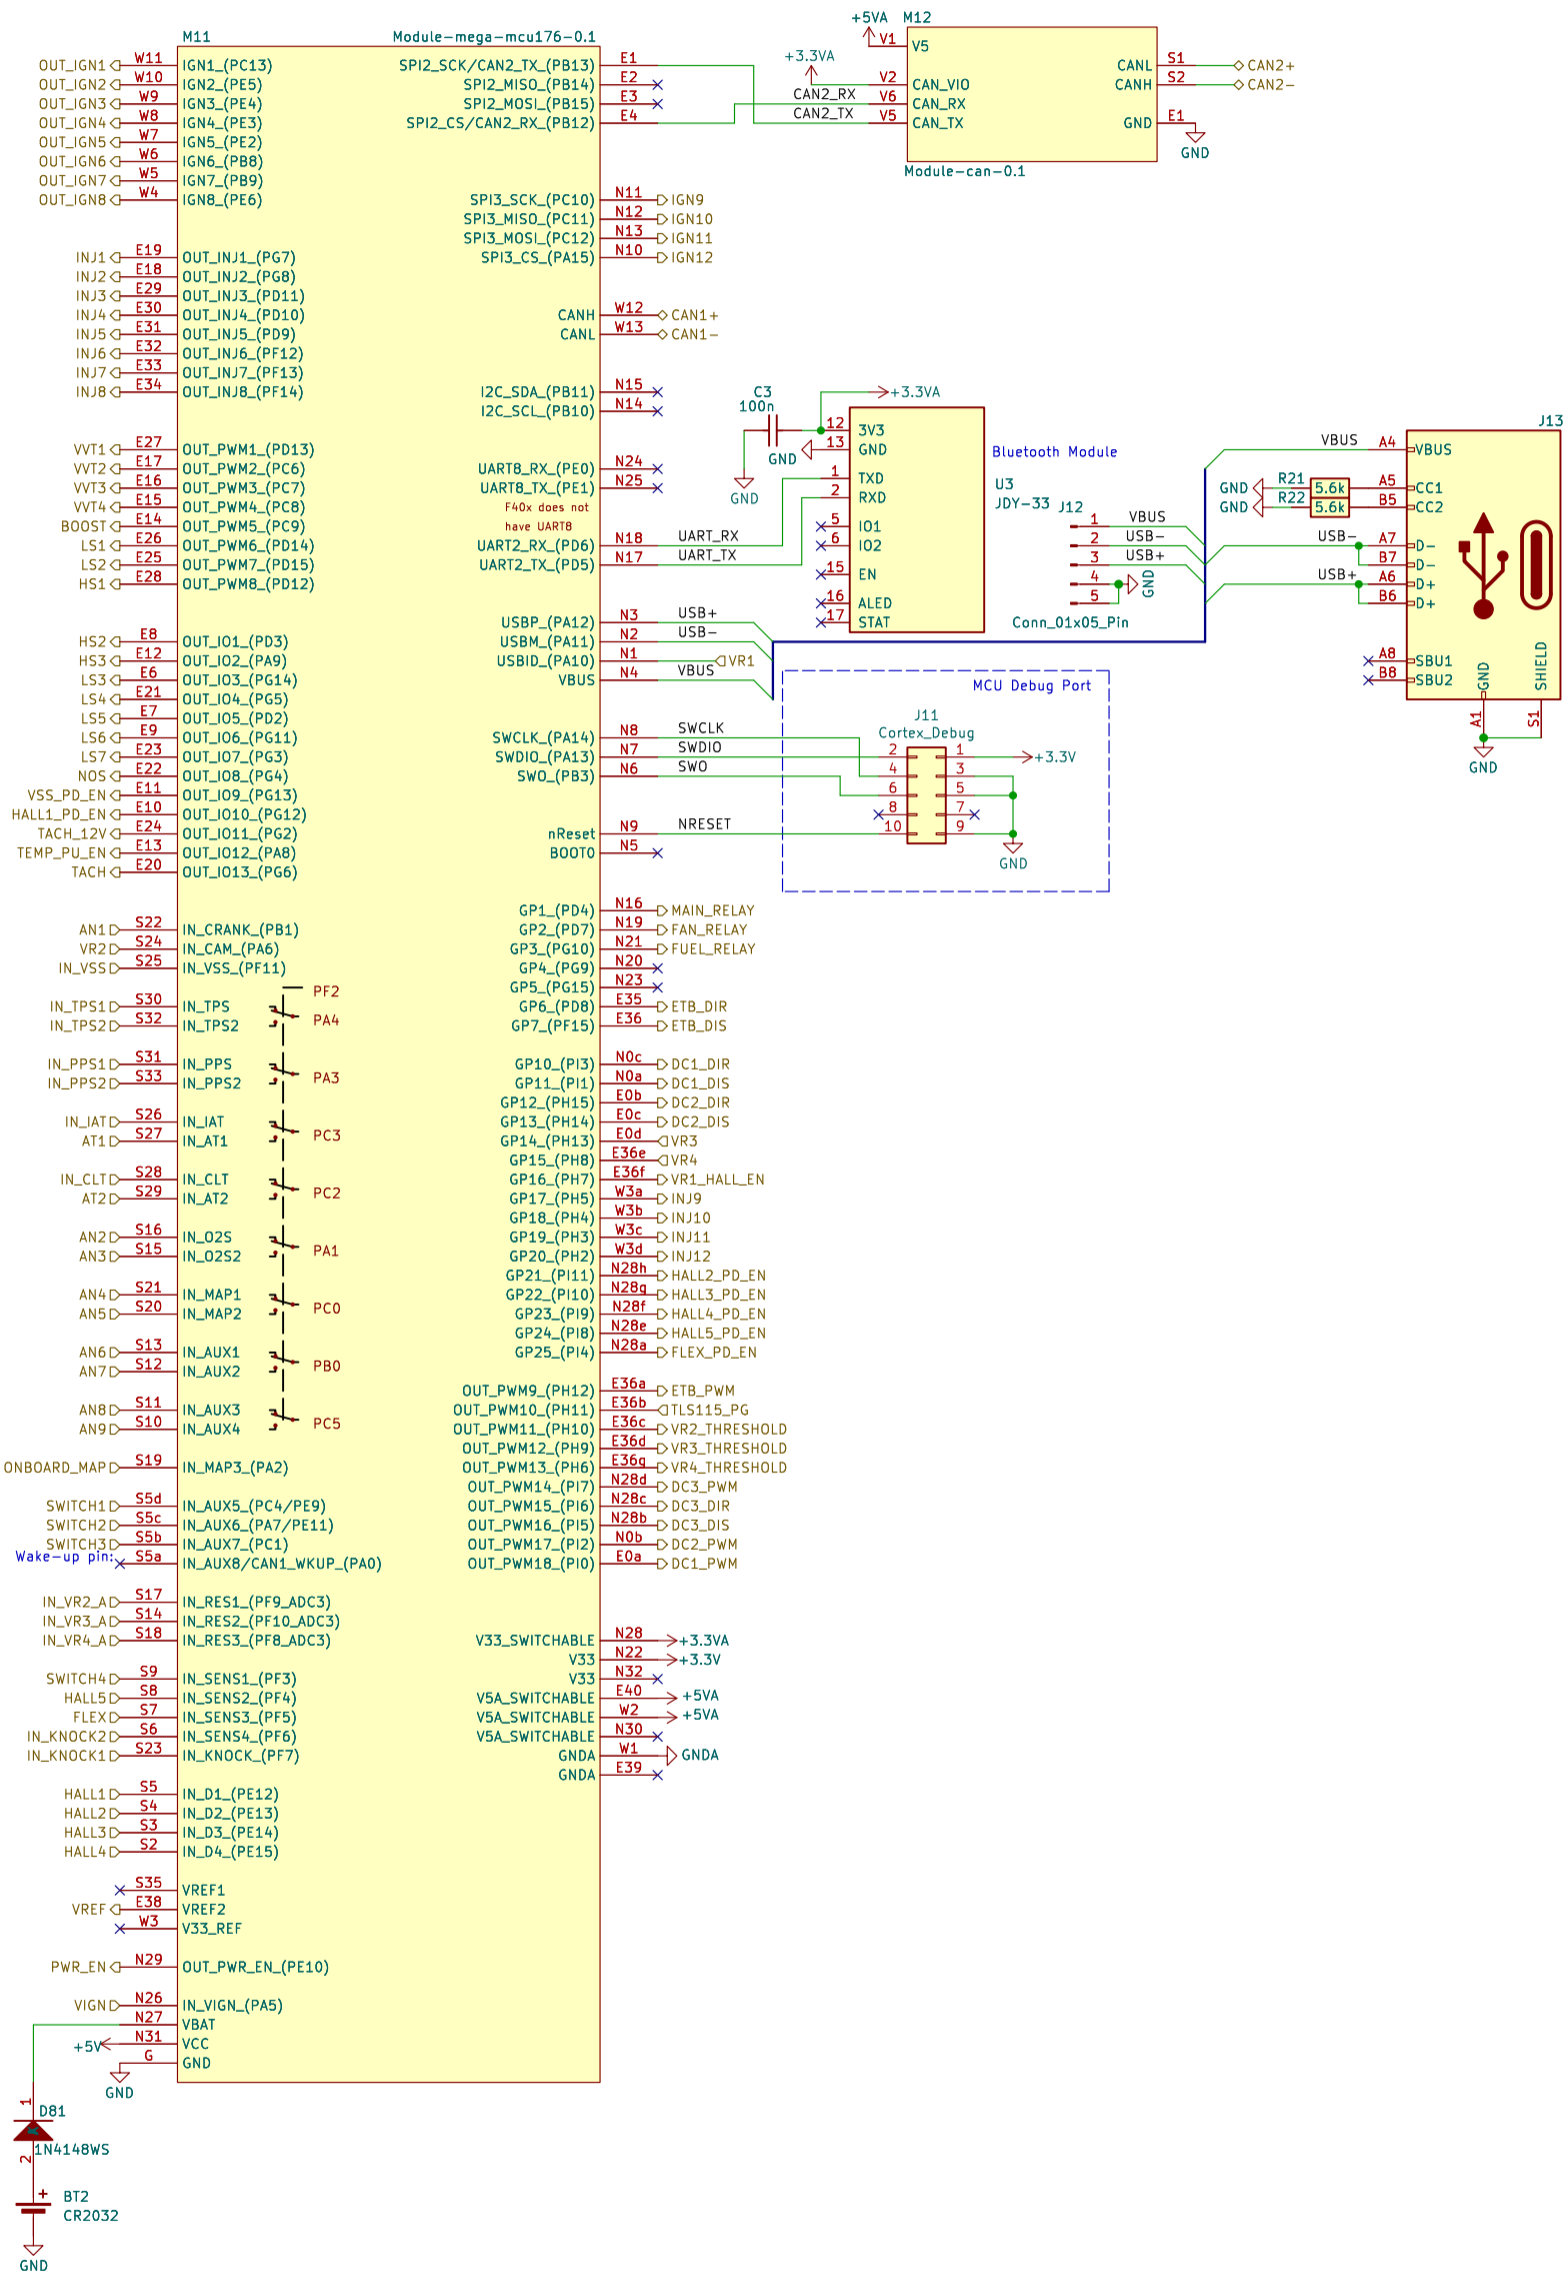 M11 Module-mega-mcu176-0.1
OUT_IGN1 W11 IGN1_(PC13)
OUT_IGN2 W10 IGN2_(PE5)
OUT_IGN3 W9 IGN3_(PE4)
OUT_IGN4 W8 IGN4_(PE3)
OUT_IGN5 W7 IGN5_(PE2)
OUT_IGN6 W6 IGN6_(PB8)
OUT_IGN7 W5 IGN7_(PB9)
OUT_IGN8 W4 IGN8_(PE6)
INJ1 E19 OUT_INJ1_(PG7)
INJ2 E18 OUT_INJ2_(PG8)
INJ3 E29 OUT_INJ3_(PD11)
INJ4 E30 OUT_INJ4_(PD10)
INJ5 E31 OUT_INJ5_(PD9)
INJ6 E32 OUT_INJ6_(PF12)
INJ7 E33 OUT_INJ7_(PF13)
INJ8 E34 OUT_INJ8_(PF14)
VVT1 E27 OUT_PWM1_(PD13)
VVT2 E17 OUT_PWM2_(PC6)
VVT3 E16 OUT_PWM3_(PC7)
VVT4 E15 OUT_PWM4_(PC8)
BOOST E14 OUT_PWM5_(PC9)
LS1 E26 OUT_PWM6_(PD14)
LS2 E25 OUT_PWM7_(PD15)
HS1 E28 OUT_PWM8_(PD12)
HS2 E8 OUT_IO1_(PD3)
HS3 E12 OUT_IO2_(PA9)
LS3 E6 OUT_IO3_(PG14)
LS4 E21 OUT_IO4_(PG5)
LS5 E7 OUT_IO5_(PD2)
LS6 E9 OUT_IO6_(PG11)
LS7 E23 OUT_IO7_(PG3)
NOS E22 OUT_IO8_(PG4)
VSS_PD_EN E11 OUT_IO9_(PG13)
HALL1_PD_EN E10 OUT_IO10_(PG12)
TACH_12V E24 OUT_IO11_(PG2)
TEMP_PU_EN E13 OUT_IO12_(PA8)
TACH E20 OUT_IO13_(PG6)
AN1 S22 IN_CRANK_(PB1)
VR2 S24 IN_CAM_(PA6)
IN_VSS S25 IN_VSS_(PF11)
PF2
IN_TPS1 S30 IN_TPS
PA4
IN_TPS2 S32 IN_TPS2
IN_PPS1 S31 IN_PPS
PA3
IN_PPS2 S33 IN_PPS2
IN_IAT S26 IN_IAT
PC3
AT1 S27 IN_AT1
IN_CLT S28 IN_CLT
PC2
AT2 S29 IN_AT2
AN2 S16 IN_O2S
PA1
AN3 S15 IN_O2S2
AN4 S21 IN_MAP1
PC0
AN5 S20 IN_MAP2
AN6 S13 IN_AUX1
PB0
AN7 S12 IN_AUX2
AN8 S11 IN_AUX3
PC5
AN9 S10 IN_AUX4
ONBOARD_MAP S19 IN_MAP3_(PA2)
SWITCH1 S5d IN_AUX5_(PC4/PE9)
SWITCH2 S5c IN_AUX6_(PA7/PE11)
SWITCH3 S5b IN_AUX7_(PC1)
Wake-up pin: S5a IN_AUX8/CAN1_WKUP_(PA0)
IN_VR2_A S17 IN_RES1_(PF9_ADC3)
IN_VR3_A S14 IN_RES2_(PF10_ADC3)
IN_VR4_A S18 IN_RES3_(PF8_ADC3)
SWITCH4 S9 IN_SENS1_(PF3)
HALL5 S8 IN_SENS2_(PF4)
FLEX S7 IN_SENS3_(PF5)
IN_KNOCK2 S6 IN_SENS4_(PF6)
IN_KNOCK1 S23 IN_KNOCK_(PF7)
HALL1 S5 IN_D1_(PE12)
HALL2 S4 IN_D2_(PE13)
HALL3 S3 IN_D3_(PE14)
HALL4 S2 IN_D4_(PE15)
S35 VREF1
VREF E38 VREF2
W3 V33_REF
PWR_EN N29 OUT_PWR_EN_(PE10)
VIGN N26 IN_VIGN_(PA5)
N27 VBAT
+5V N31 VCC
G GND
GND
1
D81
1N4148WS
2
BT2
CR2032
GND
SPI2_SCK/CAN2_TX_(PB13) E1
SPI2_MISO_(PB14) E2
SPI2_MOSI_(PB15) E3
SPI2_CS/CAN2_RX_(PB12) E4
SPI3_SCK_(PC10) N11 IGN9
SPI3_MISO_(PC11) N12 IGN10
SPI3_MOSI_(PC12) N13 IGN11
SPI3_CS_(PA15) N10 IGN12
CANH W12 CAN1+
CANL W13 CAN1-
I2C_SDA_(PB11) N15
I2C_SCL_(PB10) N14
UART8_RX_(PE0) N24
UART8_TX_(PE1) N25
F40x does not
have UART8
UART2_RX_(PD6) N18 UART_RX
UART2_TX_(PD5) N17 UART_TX
USBP_(PA12) N3 USB+
USBM_(PA11) N2 USB-
USBID_(PA10) N1 VR1
VBUS N4 VBUS
SWCLK_(PA14) N8 SWCLK
SWDIO_(PA13) N7 SWDIO
SWO_(PB3) N6 SWO
nReset N9 NRESET
BOOT0 N5
GP1_(PD4) N16 MAIN_RELAY
GP2_(PD7) N19 FAN_RELAY
GP3_(PG10) N21 FUEL_RELAY
GP4_(PG9) N20
GP5_(PG15) N23
GP6_(PD8) E35 ETB_DIR
GP7_(PF15) E36 ETB_DIS
GP10_(PI3) N0c DC1_DIR
GP11_(PI1) N0a DC1_DIS
GP12_(PH15) E0b DC2_DIR
GP13_(PH14) E0c DC2_DIS
GP14_(PH13) E0d VR3
GP15_(PH8) E36e VR4
GP16_(PH7) E36f VR1_HALL_EN
GP17_(PH5) W3a INJ9
GP18_(PH4) W3b INJ10
GP19_(PH3) W3c INJ11
GP20_(PH2) W3d INJ12
GP21_(PI11) N28h HALL2_PD_EN
GP22_(PI10) N28g HALL3_PD_EN
GP23_(PI9) N28f HALL4_PD_EN
GP24_(PI8) N28e HALL5_PD_EN
GP25_(PI4) N28a FLEX_PD_EN
OUT_PWM9_(PH12) E36a ETB_PWM
OUT_PWM10_(PH11) E36b TLS115_PG
OUT_PWM11_(PH10) E36c VR2_THRESHOLD
OUT_PWM12_(PH9) E36d VR3_THRESHOLD
OUT_PWM13_(PH6) E36g VR4_THRESHOLD
OUT_PWM14_(PI7) N28d DC3_PWM
OUT_PWM15_(PI6) N28c DC3_DIR
OUT_PWM16_(PI5) N28b DC3_DIS
OUT_PWM17_(PI2) N0b DC2_PWM
OUT_PWM18_(PI0) E0a DC1_PWM
V33_SWITCHABLE N28 +3.3VA
V33 N22 +3.3V
V33 N32
V5A_SWITCHABLE E40 +5VA
V5A_SWITCHABLE W2 +5VA
V5A_SWITCHABLE N30
GNDA W1 GNDA
GNDA E39
+5VA M12
V1 V5
+3.3VA
V2 CAN_VIO
CAN2_RX V6 CAN_RX
CAN2_TX V5 CAN_TX
CANL S1 CAN2+
CANH S2 CAN2-
GND E1
GND
Module-can-0.1
C3
100n
+3.3VA
GND
GND
12 3V3
13 GND
1 TXD
2 RXD
5 IO1
6 IO2
15 EN
16 ALED
17 STAT
Bluetooth Module
U3
JDY-33
J12
1 VBUS
2 USB-
3 USB+
4 GND
5
Conn_01x05_Pin
J13
VBUS A4 VBUS
GND R21 5.6k A5 CC1
GND R22 5.6k B5 CC2
USB- A7 D-
B7 D-
USB+ A6 D+
B6 D+
A8 SBU1
B8 SBU2
GND SHIELD
A1 S1
GND
MCU Debug Port
J11
Cortex_Debug
2 1 +3.3V
4 3
6 5
8 7
10 9
GND